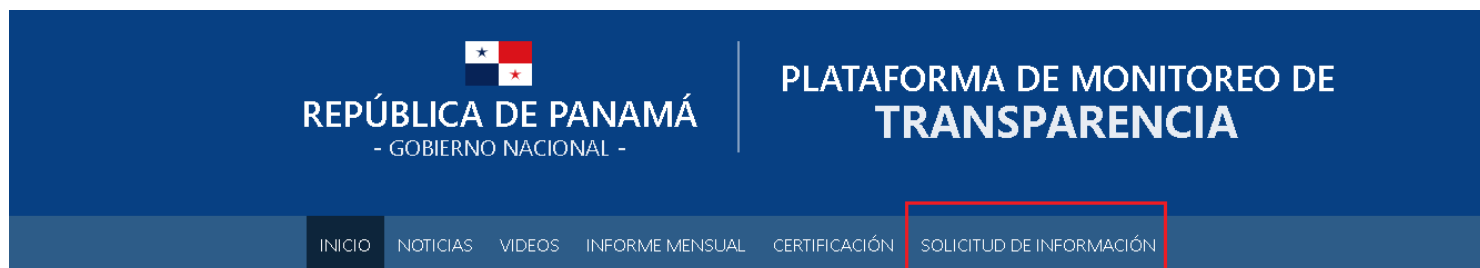 REPÚBLICA DE PANAMÁ
- GOBIERNO NACIONAL -
PLATAFORMA DE MONITOREO DE
TRANSPARENCIA
INICIO NOTICIAS VIDEOS INFORME MENSUAL CERTIFICACIÓN SOLICITUD DE INFORMACIÓN